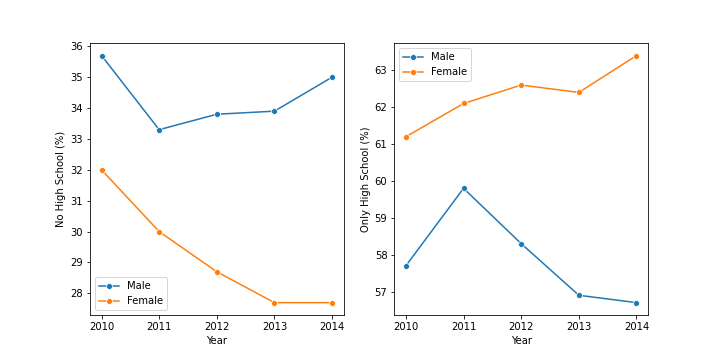 36
35
34
33
32
31
30
29
28
No High School (%)
Male
Female
2010 2011 2012 2013 2014
Year
Male
Female
63
62
61
60
59
58
57
Only High School (%)
2010 2011 2012 2013 2014
Year